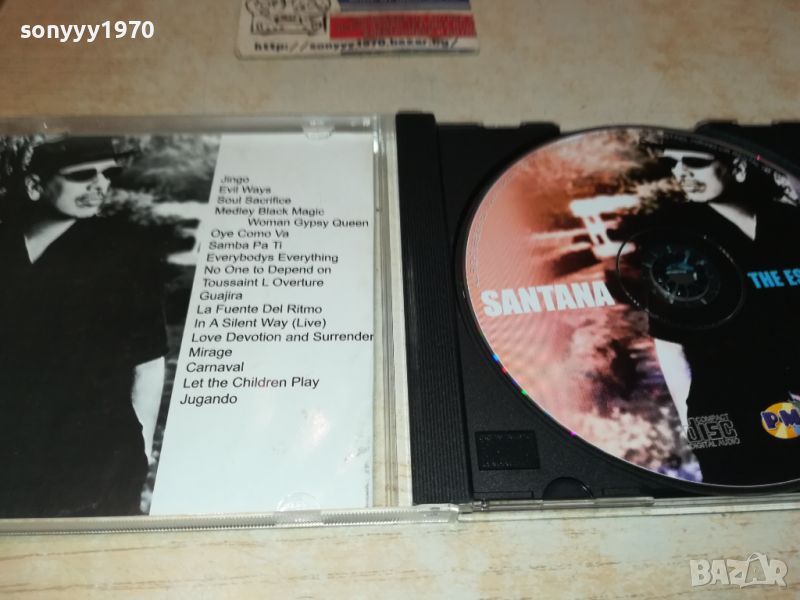 sonyyy1970
http://sonyyy1970.bazar.bg/
Jingo
Evil Ways
Soul Sacrifice
Medley Black Magic
Woman Gypsy Queen
Oye Como Va
Samba Pa Ti
Everybodys Everything
No One to Depend on
Toussaint L Overture
Guajira
La Fuente Del Ritmo
In A Silent Way (Live)
Love Devotion and Surrender
Mirage
Carnaval
Let the Children Play
Jugando
SANTANA
THE ES
COMPACT
DISC
DIGITAL AUDIO
BAZAR